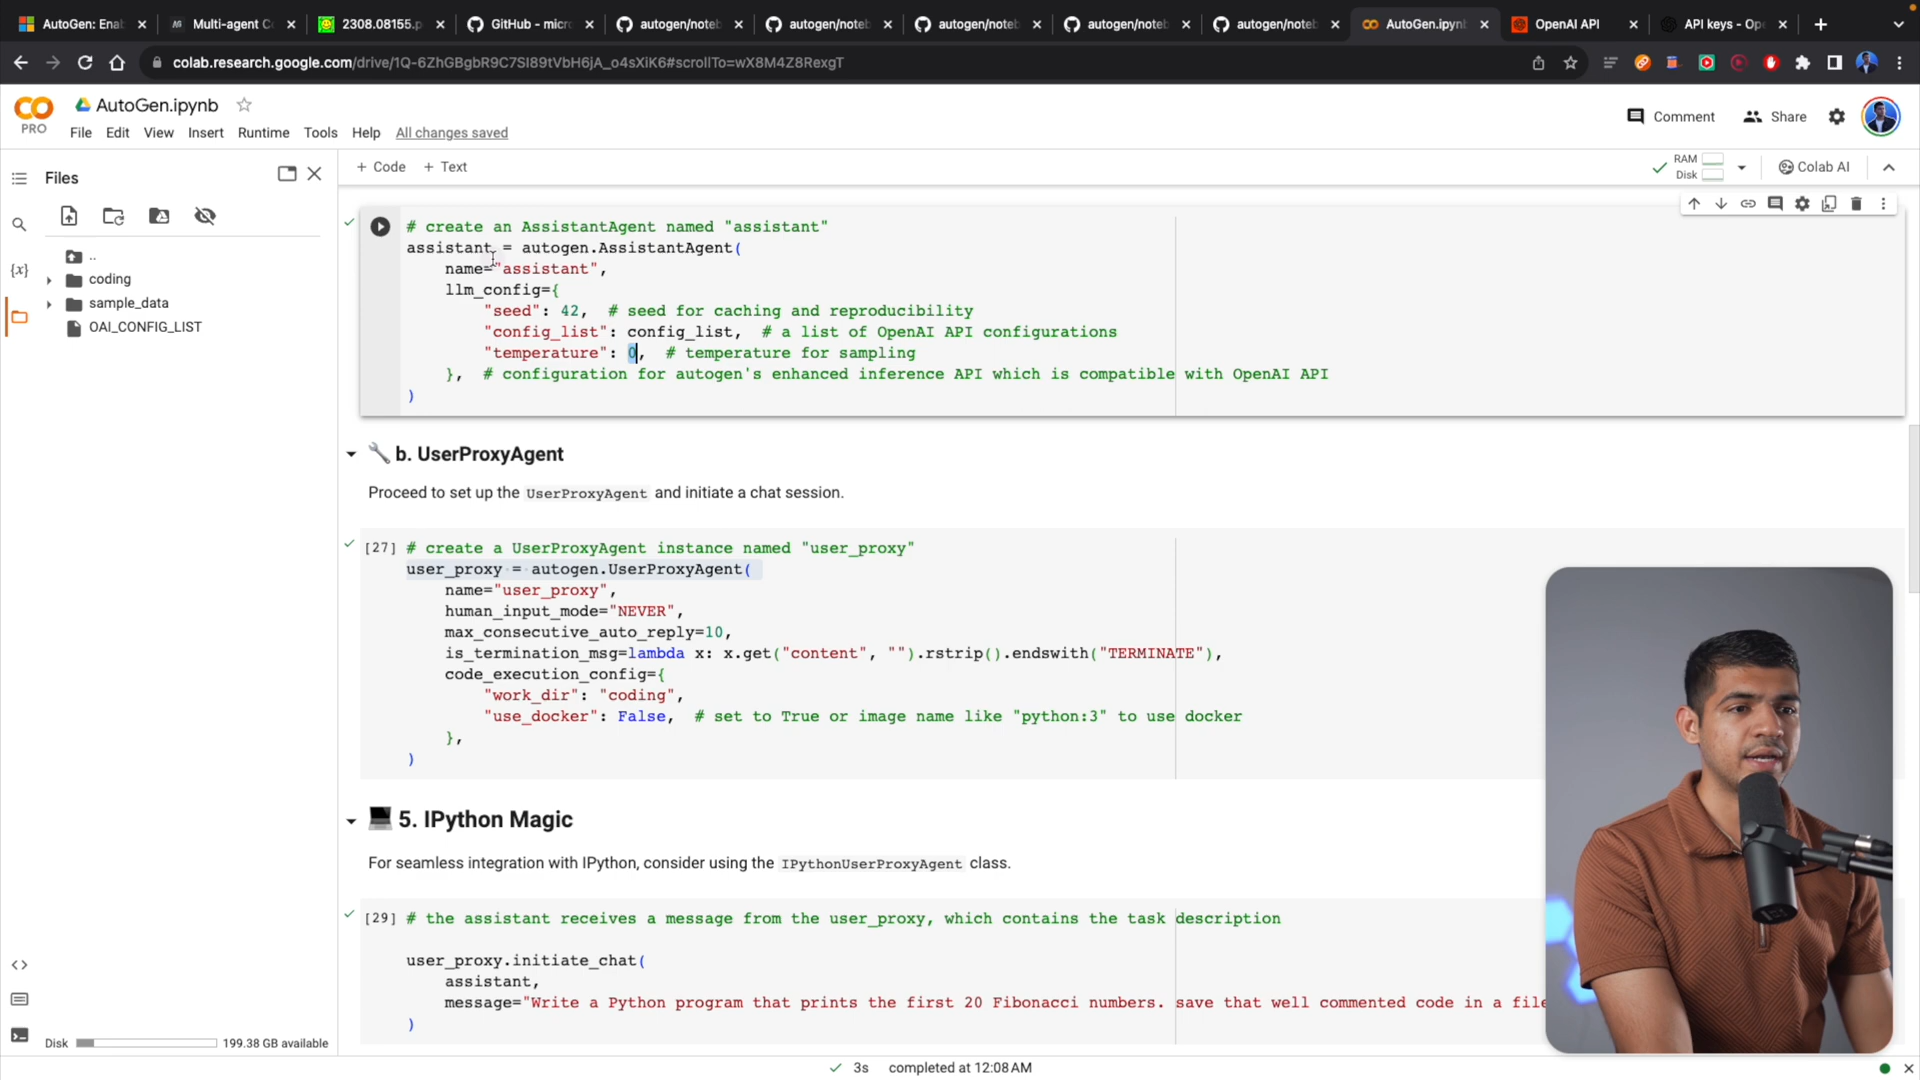 AutoGen: Enab
Multi-agent C
2308.08155.p
GitHub - micr
autogen/noteb
autogen/noteb
autogen/noteb
autogen/noteb
autogen/noteb
AutoGen.ipynb
OpenAI API
API keys - Ope
colab.research.google.com/drive/1Q-6ZhGBgbR9C7SI89tVbH6jA_o4sXiK6#scrollTo=wX8M4Z8RexgT
CO
PRO
AutoGen.ipynb
File Edit View Insert Runtime Tools Help All changes saved
Comment
Share
Files
+ Code + Text
RAM
Disk
Colab AI
..
coding
sample_data
OAI_CONFIG_LIST
{x}
# create an AssistantAgent named "assistant"
assistant = autogen.AssistantAgent(
name="assistant",
llm_config={
"seed": 42, # seed for caching and reproducibility
"config_list": config_list, # a list of OpenAI API configurations
"temperature": 0, # temperature for sampling
}, # configuration for autogen's enhanced inference API which is compatible with OpenAI API
)
b. UserProxyAgent
Proceed to set up the UserProxyAgent and initiate a chat session.
[27] # create a UserProxyAgent instance named "user_proxy"
user_proxy = autogen.UserProxyAgent(
name="user_proxy",
human_input_mode="NEVER",
max_consecutive_auto_reply=10,
is_termination_msg=lambda x: x.get("content", "").rstrip().endswith("TERMINATE"),
code_execution_config={
"work_dir": "coding",
"use_docker": False, # set to True or image name like "python:3" to use docker
},
)
5. IPython Magic
For seamless integration with IPython, consider using the IPythonUserProxyAgent class.
[29] # the assistant receives a message from the user_proxy, which contains the task description
user_proxy.initiate_chat(
assistant,
message="Write a Python program that prints the first 20 Fibonacci numbers. save that well commented code in a file
)
Disk 199.38 GB available
3s completed at 12:08 AM